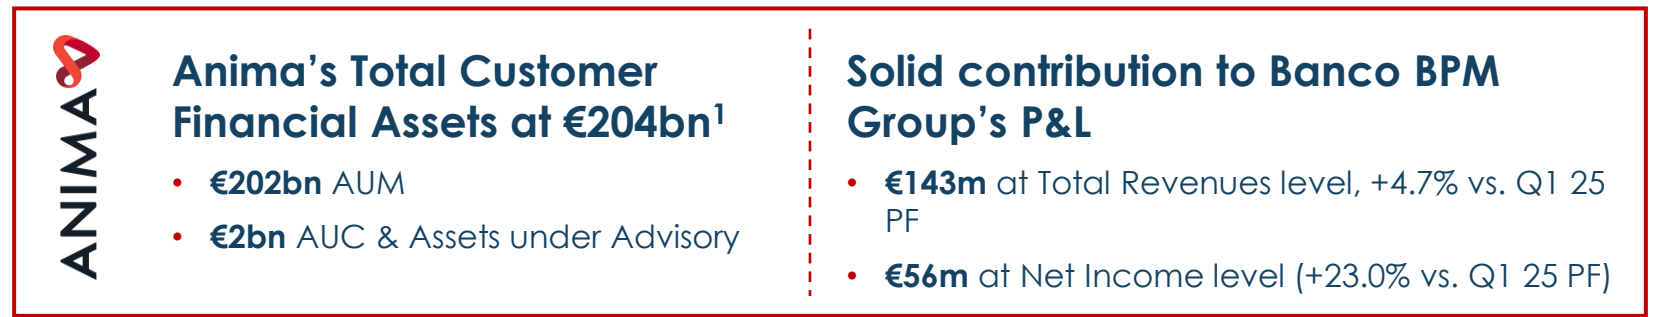 ANIMA
Anima’s Total Customer
Financial Assets at €204bn¹
• €202bn AUM
• €2bn AUC & Assets under Advisory
Solid contribution to Banco BPM
Group’s P&L
• €143m at Total Revenues level, +4.7% vs. Q1 25
PF
• €56m at Net Income level (+23.0% vs. Q1 25 PF)